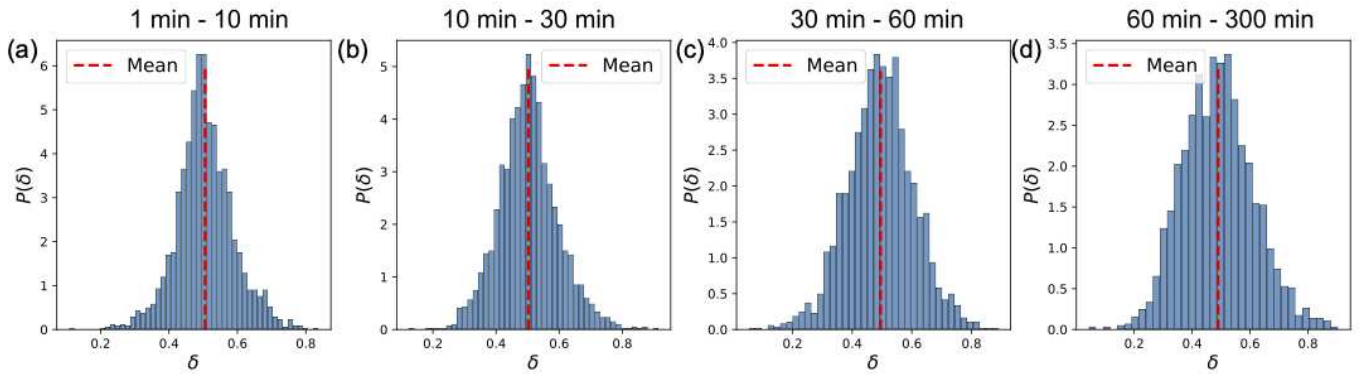 1 min - 10 min
10 min - 30 min
30 min - 60 min
60 min - 300 min
(a)
Mean
P(δ)
6
5
4
3
2
1
0
0.2 0.4 0.6 0.8
δ
(b)
Mean
P(δ)
5
4
3
2
1
0
0.2 0.4 0.6 0.8
δ
(c)
Mean
P(δ)
4.0
3.5
3.0
2.5
2.0
1.5
1.0
0.5
0.0
0.2 0.4 0.6 0.8
δ
(d)
Mean
P(δ)
3.5
3.0
2.5
2.0
1.5
1.0
0.5
0.0
0.2 0.4 0.6 0.8
δ